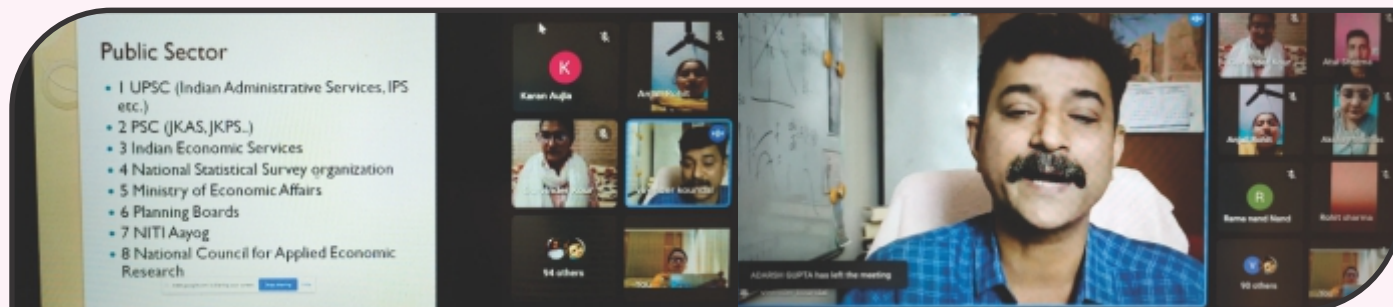 Public Sector
• 1 UPSC (Indian Administrative Services, IPS
etc.)
• 2 PSC (JKAS, JKPS..)
• 3 Indian Economic Services
• 4 National Statistical Survey organization
• 5 Ministry of Economic Affairs
• 6 Planning Boards
• 7 NITI Aayog
• 8 National Council for Applied Economic
Research
K
Karan Aujla
94 others
ADARSH GUPTA has left the meeting
Atul Sharma
R
Rama nand Nand
Rohit sharma
90 others